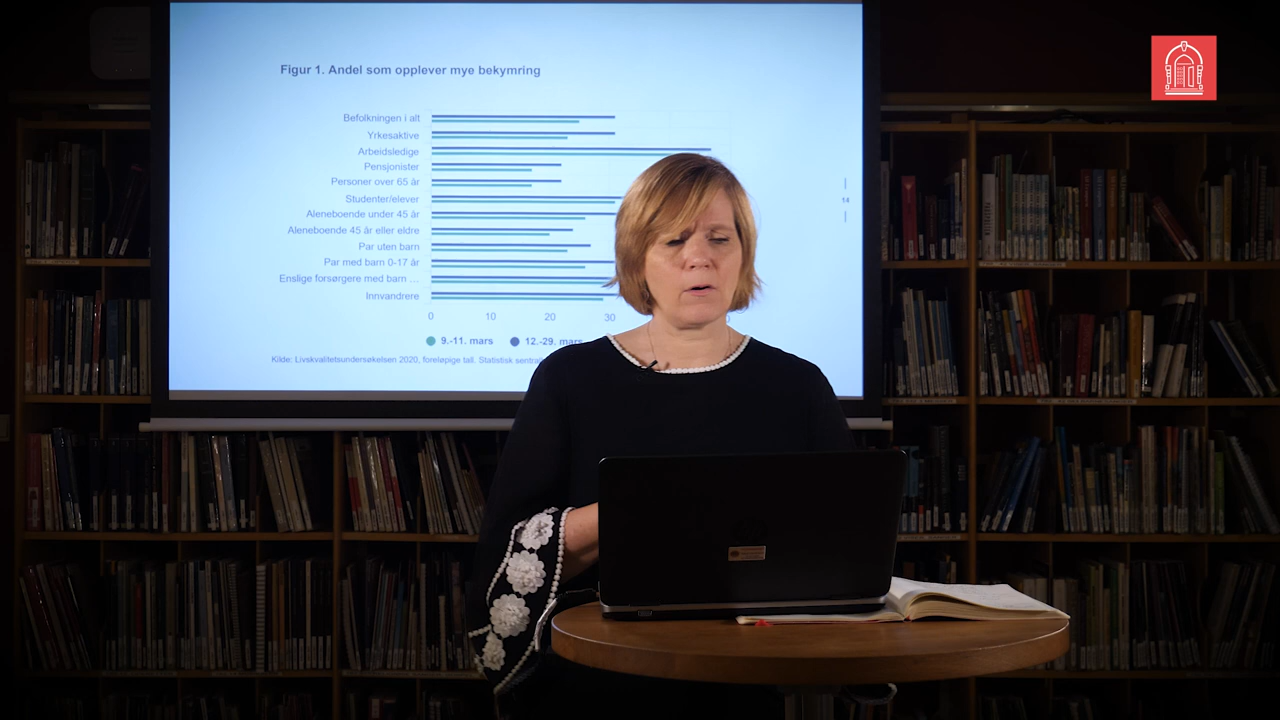 Figur 1. Andel som opplever mye bekymring
Befolkningen i alt
Yrkesaktive
Arbeidsledige
Pensjonister
Personer over 65 år
Studenter/elever
Aleneboende under 45 år
Aleneboende 45 år eller eldre
Par uten barn
Par med barn 0-17 år
Enslige forsørgere med barn ...
Innvandrere
0 10 20 30
9.-11. mars 12.-29. mars
Kilde: Livskvalitetsundersøkelsen 2020, foreløpige tall. Statistisk
14